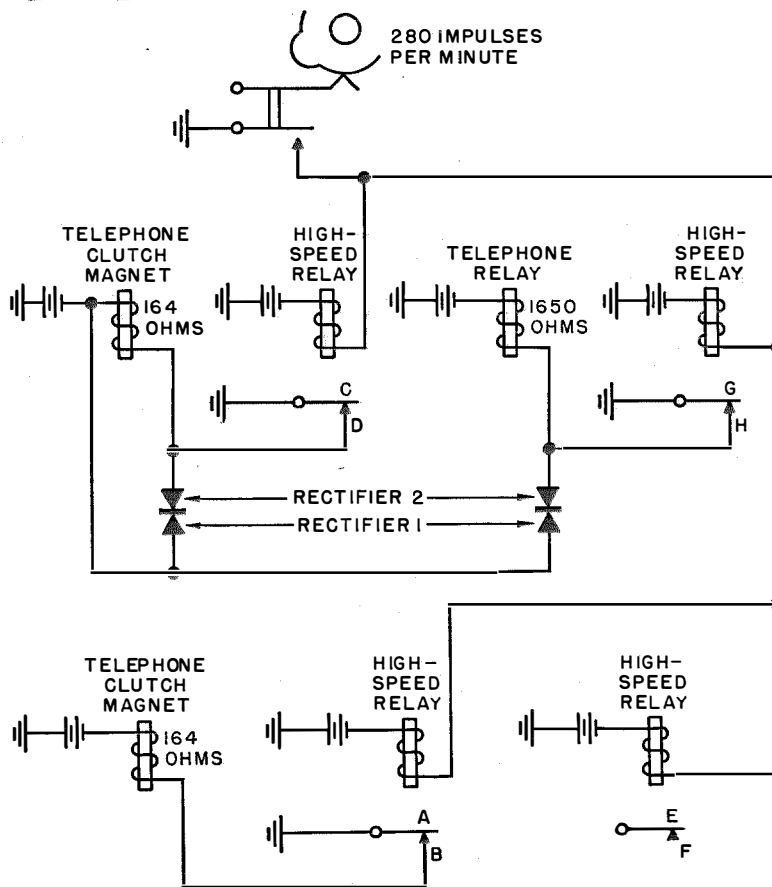 280 IMPULSES
PER MINUTE
TELEPHONE
CLUTCH
MAGNET
164
OHMS
HIGH-
SPEED
RELAY
TELEPHONE
RELAY
1650
OHMS
HIGH-
SPEED
RELAY
C
D
G
H
RECTIFIER 2
RECTIFIER 1
TELEPHONE
CLUTCH
MAGNET
164
OHMS
HIGH-
SPEED
RELAY
HIGH-
SPEED
RELAY
A
B
E
F